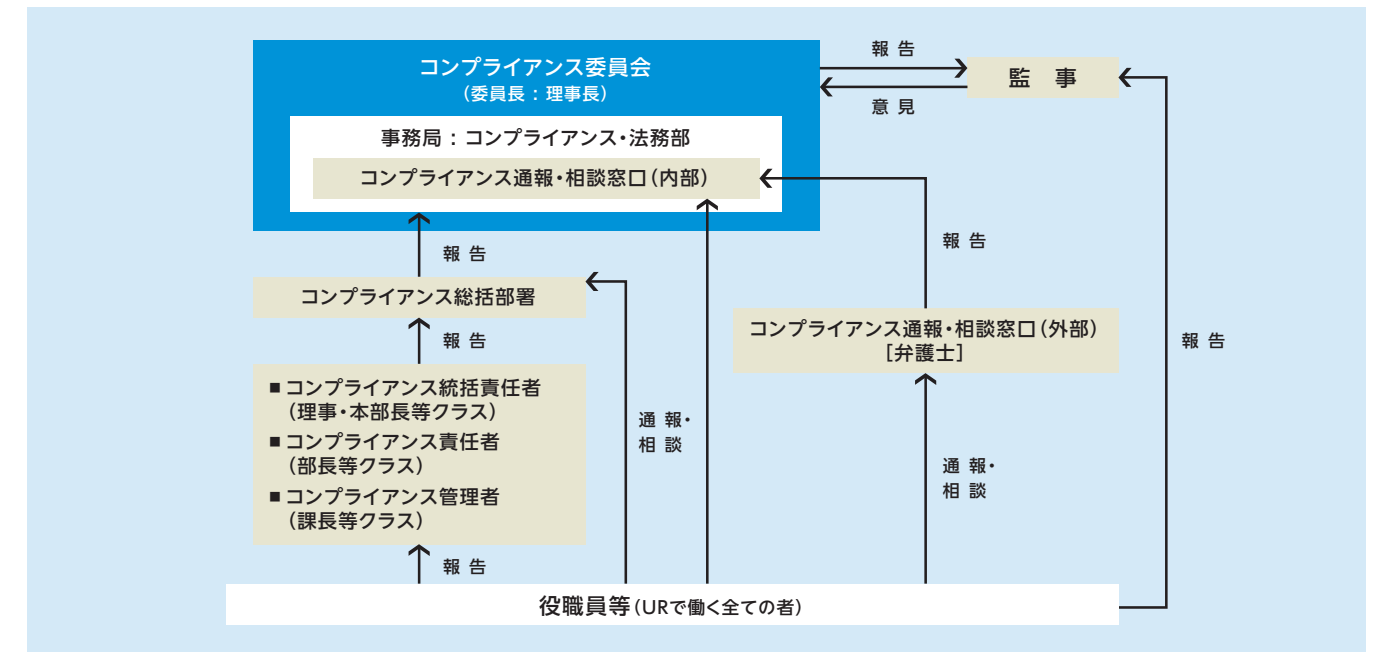 コンプライアンス委員会
（委員長：理事長）
事務局：コンプライアンス・法務部
コンプライアンス通報・相談窓口（内部）
報告
監事
意見
報告
コンプライアンス総括部署
報告
■コンプライアンス統括責任者
（理事・本部長等クラス）
■コンプライアンス責任者
（部長等クラス）
■コンプライアンス管理者
（課長等クラス）
報告
通報・
相談
報告
コンプライアンス通報・相談窓口（外部）
［弁護士］
通報・
相談
報告
役職員等（URで働く全ての者）